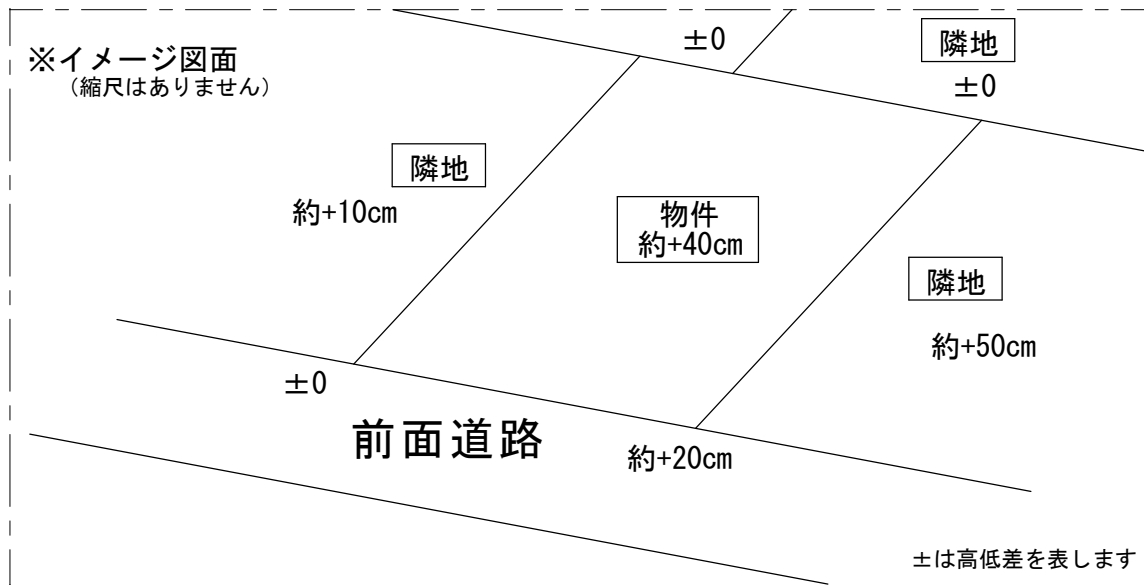 ※イメージ図面
（縮尺はありません）
±0
隣地
±0
隣地
約+10cm
物件
約+40cm
隣地
約+50cm
±0
前面道路
約+20cm
±は高低差を表します